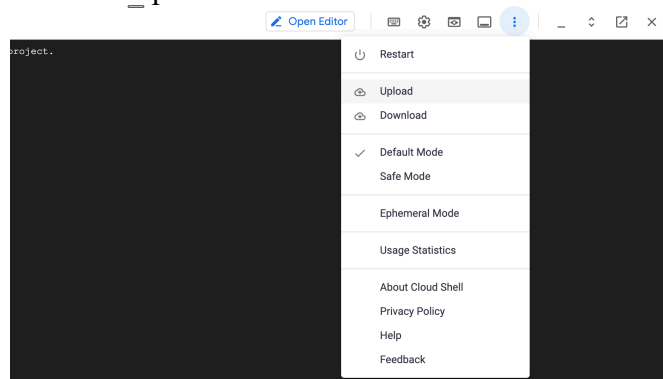 Open Editor
project.
Restart
Upload
Download
Default Mode
Safe Mode
Ephemeral Mode
Usage Statistics
About Cloud Shell
Privacy Policy
Help
Feedback